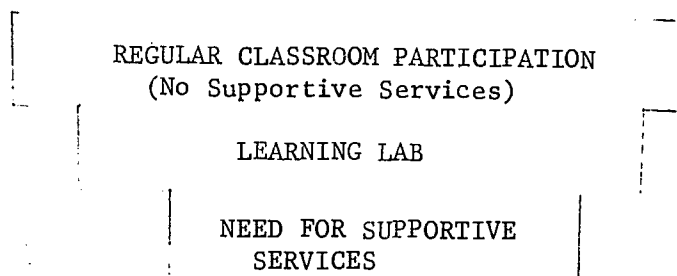 REGULAR CLASSROOM PARTICIPATION
(No Supportive Services)
LEARNING LAB
NEED FOR SUPPORTIVE
SERVICES